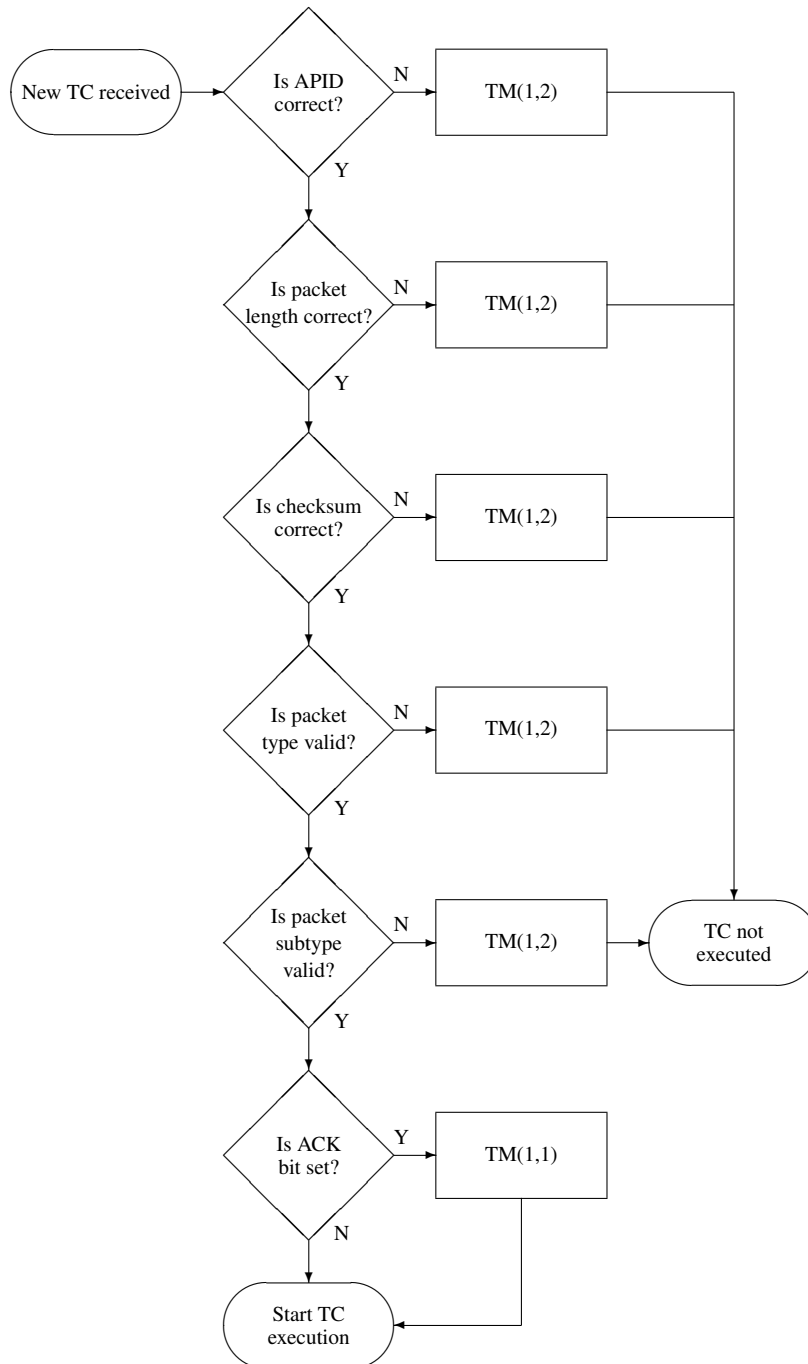 New TC received
Is APID
correct?
N
TM(1,2)
Y
Is packet
length correct?
N
TM(1,2)
Y
Is checksum
correct?
N
TM(1,2)
Y
Is packet
type valid?
N
TM(1,2)
Y
Is packet
subtype
valid?
N
TM(1,2)
TC not
executed
Y
Is ACK
bit set?
Y
TM(1,1)
N
Start TC
execution